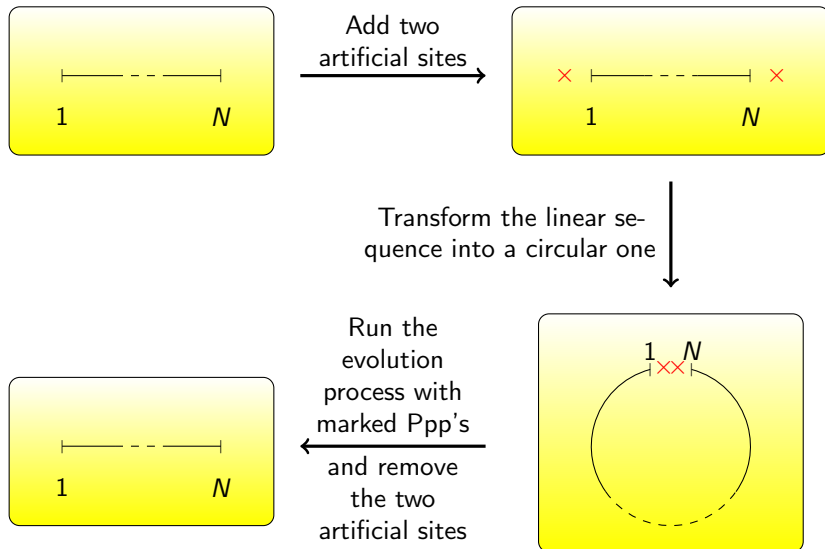 Add two
artificial sites
1 N
1 N
Transform the linear se-
quence into a circular one
1 N
Run the
evolution
process with
marked Ppp's
and remove
the two
artificial sites
1 N